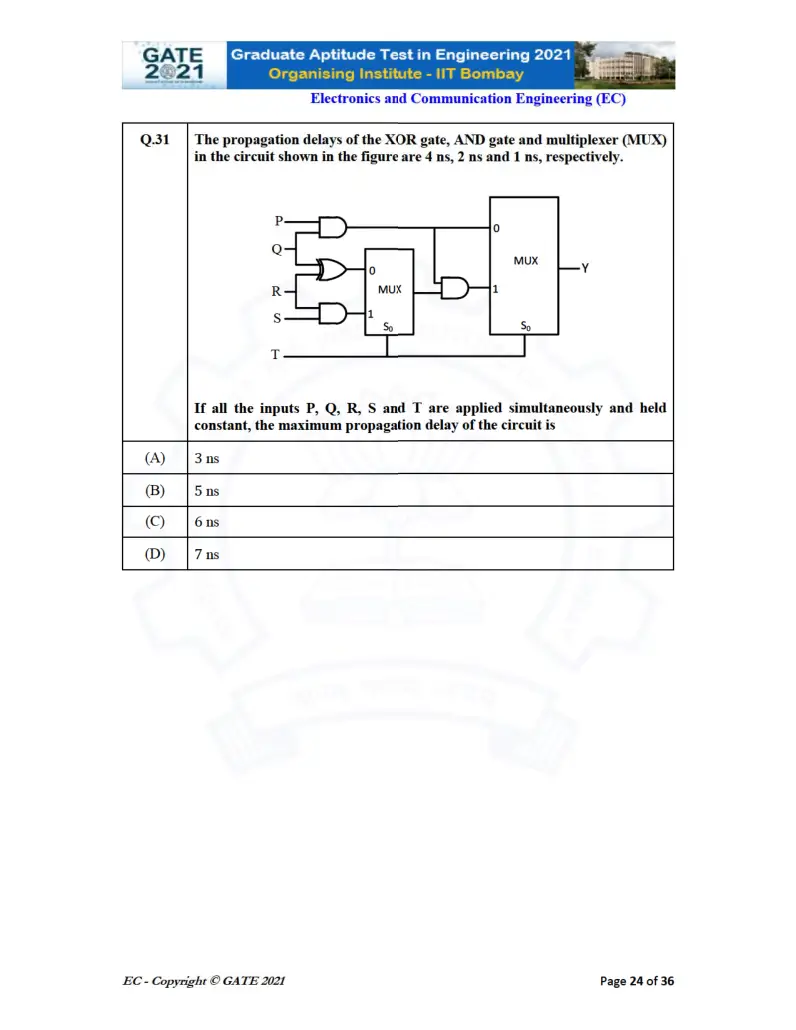 GATE
2021
Graduate Aptitude Test in Engineering 2021
Organising Institute - IIT Bombay
Electronics and Communication Engineering (EC)
Q.31
The propagation delays of the XOR gate, AND gate and multiplexer (MUX)
in the circuit shown in the figure are 4 ns, 2 ns and 1 ns, respectively.
P
Q
R
S
T
0
MUX
1
S₀
0
MUX
1
S₀
Y
If all the inputs P, Q, R, S and T are applied simultaneously and held
constant, the maximum propagation delay of the circuit is
(A) 3 ns
(B) 5 ns
(C) 6 ns
(D) 7 ns
EC - Copyright © GATE 2021
Page 24 of 36